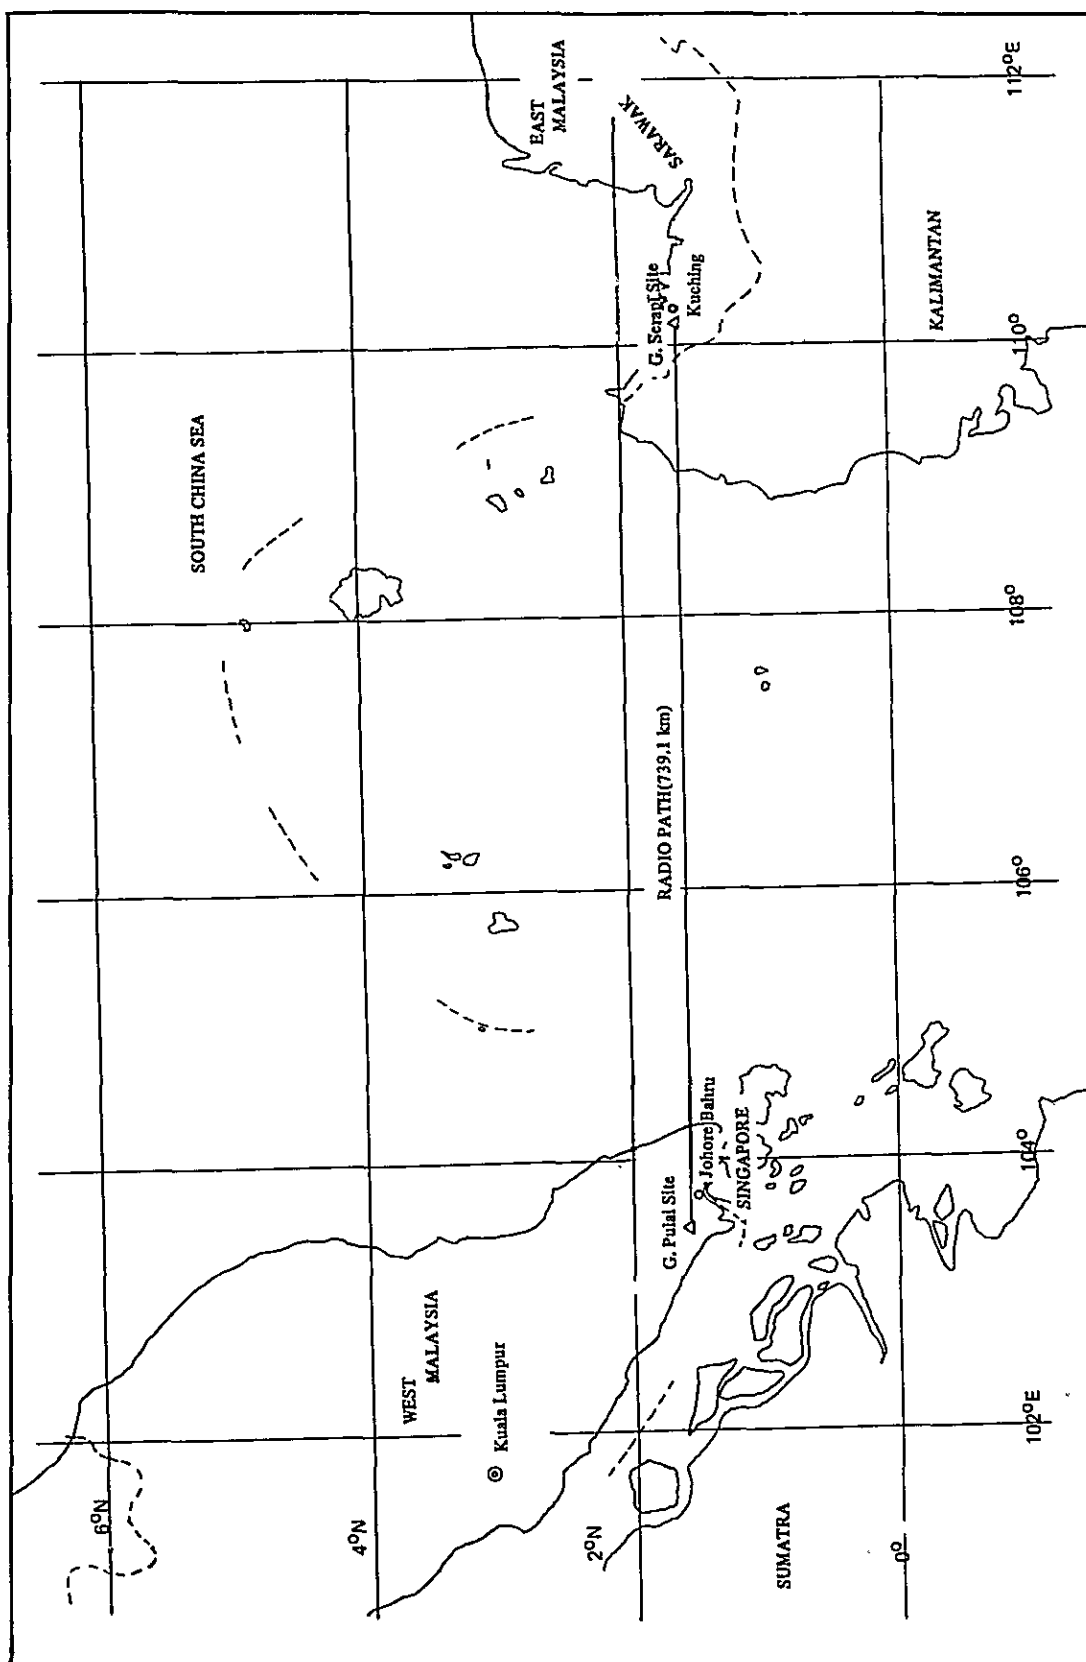 SOUTH CHINA SEA
6°N
4°N
2°N
0°
102°E
104°
106°
108°
110°
112°E
WEST
MALAYSIA
Kuala Lumpur
EAST
MALAYSIA
SARAWAK
G. Serapi Site
Kuching
RADIO PATH(739.1 km)
G. Pulai Site
Johore Bahru
SINGAPORE
KALIMANTAN
SUMATRA